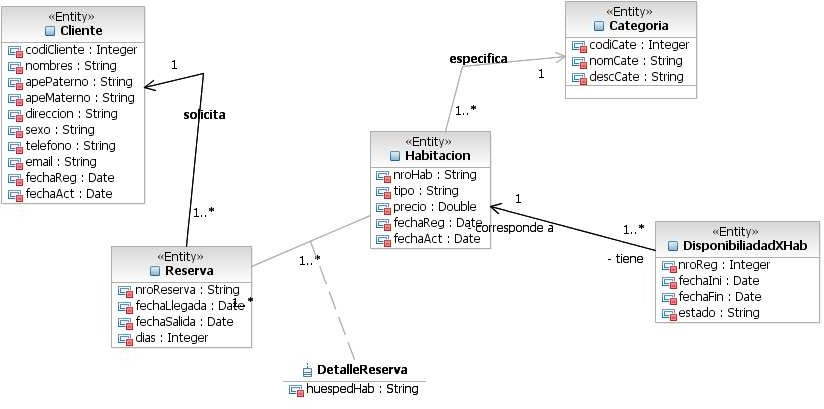 «Entity»
Cliente
codiCliente : Integer
nombres : String
apePaterno : String
apeMaterno : String
direccion : String
sexo : String
telefono : String
email : String
fechaReg : Date
fechaAct : Date
1
solicita
1..*
«Entity»
Categoria
codiCate : Integer
nomCate : String
descCate : String
especifica
1
1..*
«Entity»
Habitacion
nroHab : String
tipo : String
precio : Double
fechaReg : Date
fechaAct : Date
1
corresponde a
1..*
- tiene
«Entity»
DisponibiliadadXHab
nroReg : Integer
fechaIni : Date
fechaFin : Date
estado : String
«Entity»
Reserva
nroReserva : String
fechaLlegada : Date
fechaSalida : Date
dias : Integer
1..*
1..*
DetalleReserva
huespedHab : String